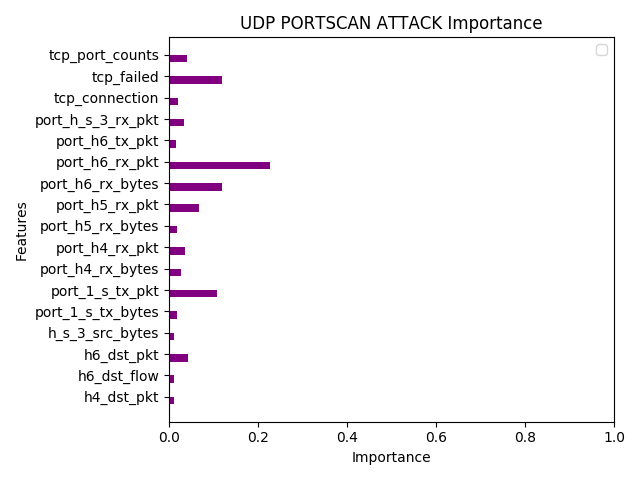 UDP PORTSCAN ATTACK Importance
tcp_port_counts
tcp_failed
tcp_connection
port_h_s_3_rx_pkt
port_h6_tx_pkt
port_h6_rx_pkt
port_h6_rx_bytes
port_h5_rx_pkt
port_h5_rx_bytes
port_h4_rx_pkt
port_h4_rx_bytes
port_1_s_tx_pkt
port_1_s_tx_bytes
h_s_3_src_bytes
h6_dst_pkt
h6_dst_flow
h4_dst_pkt
Features
0.0 0.2 0.4 0.6 0.8 1.0
Importance